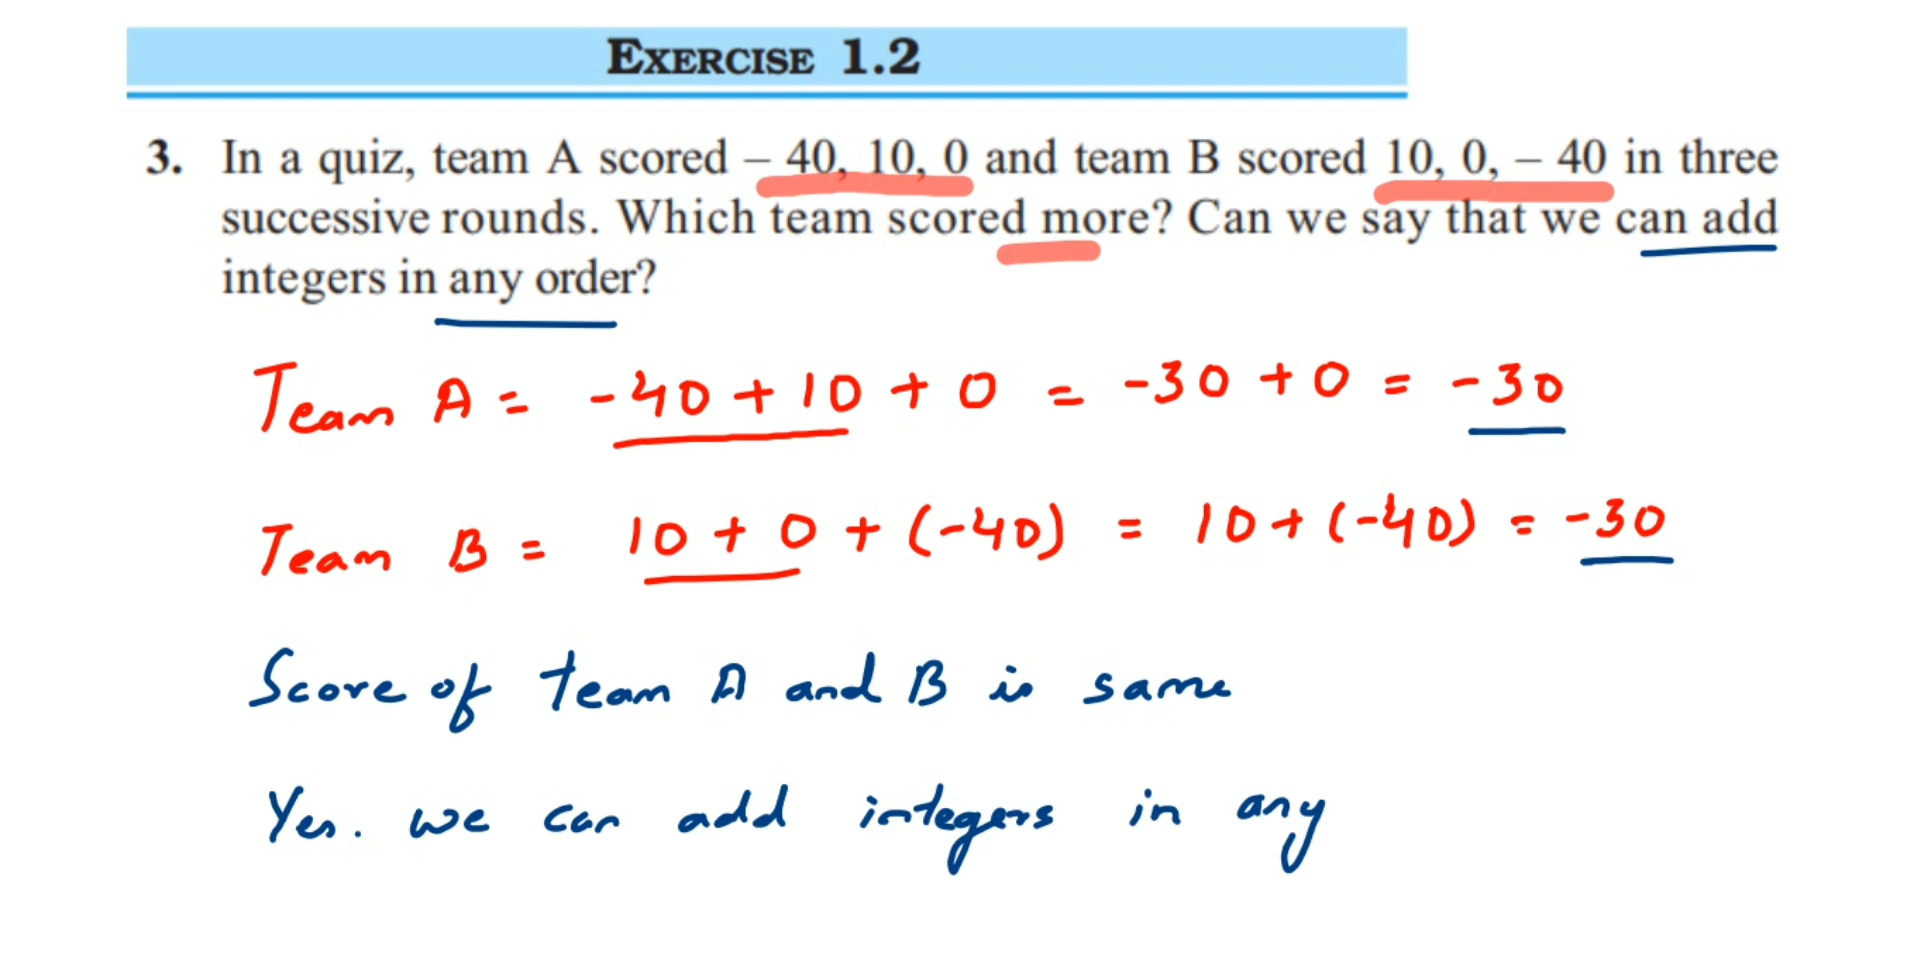 EXERCISE 1.2
3. In a quiz, team A scored – 40, 10, 0 and team B scored 10, 0, – 40 in three
successive rounds. Which team scored more? Can we say that we can add
integers in any order?
Team A = -40 + 10 + 0 = -30 + 0 = -30
Team B = 10 + 0 + (-40) = 10 + (-40) = -30
Score of team A and B is same
Yes. we can add integers in any